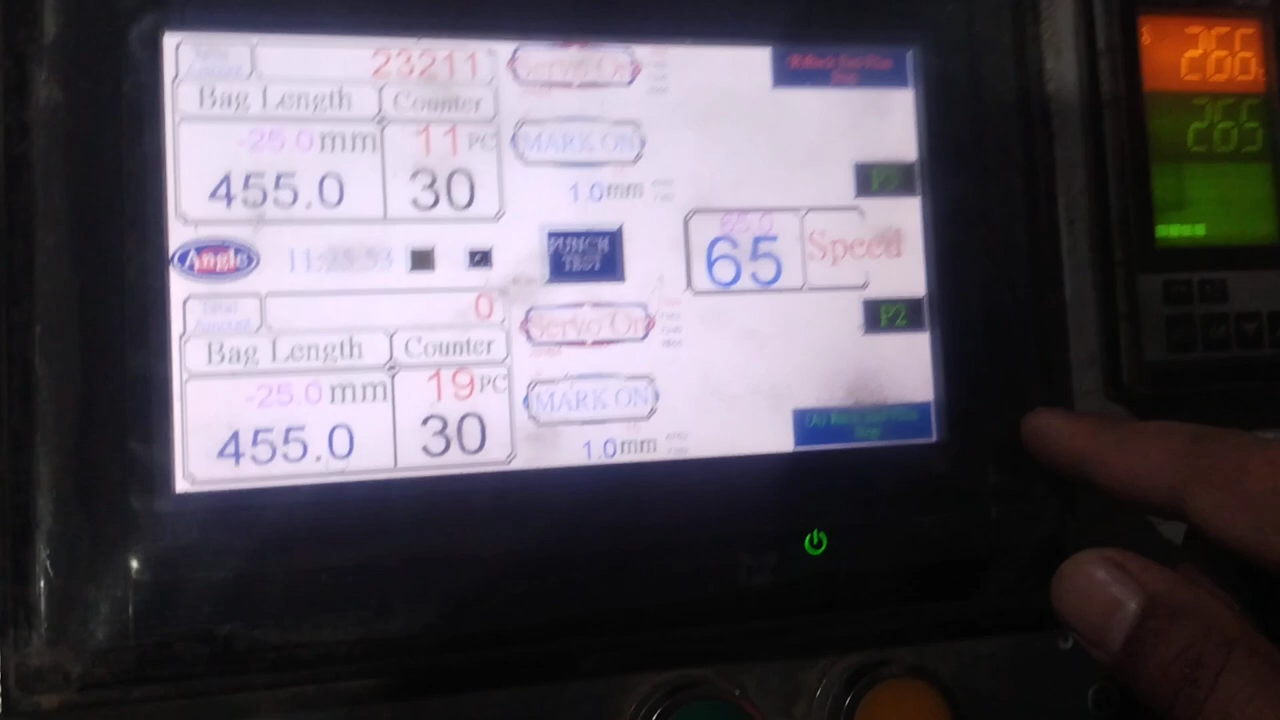 23211
Bag Length Counter
-25.0 mm 11 PC
455.0 30
Servo On
MARK ON
1.0mm
Angle
PUNCH
TEST
65.0
65 Speed
P2
0
Bag Length Counter
-25.0 mm 19 PC
455.0 30
Servo On
MARK ON
1.0mm
266
265